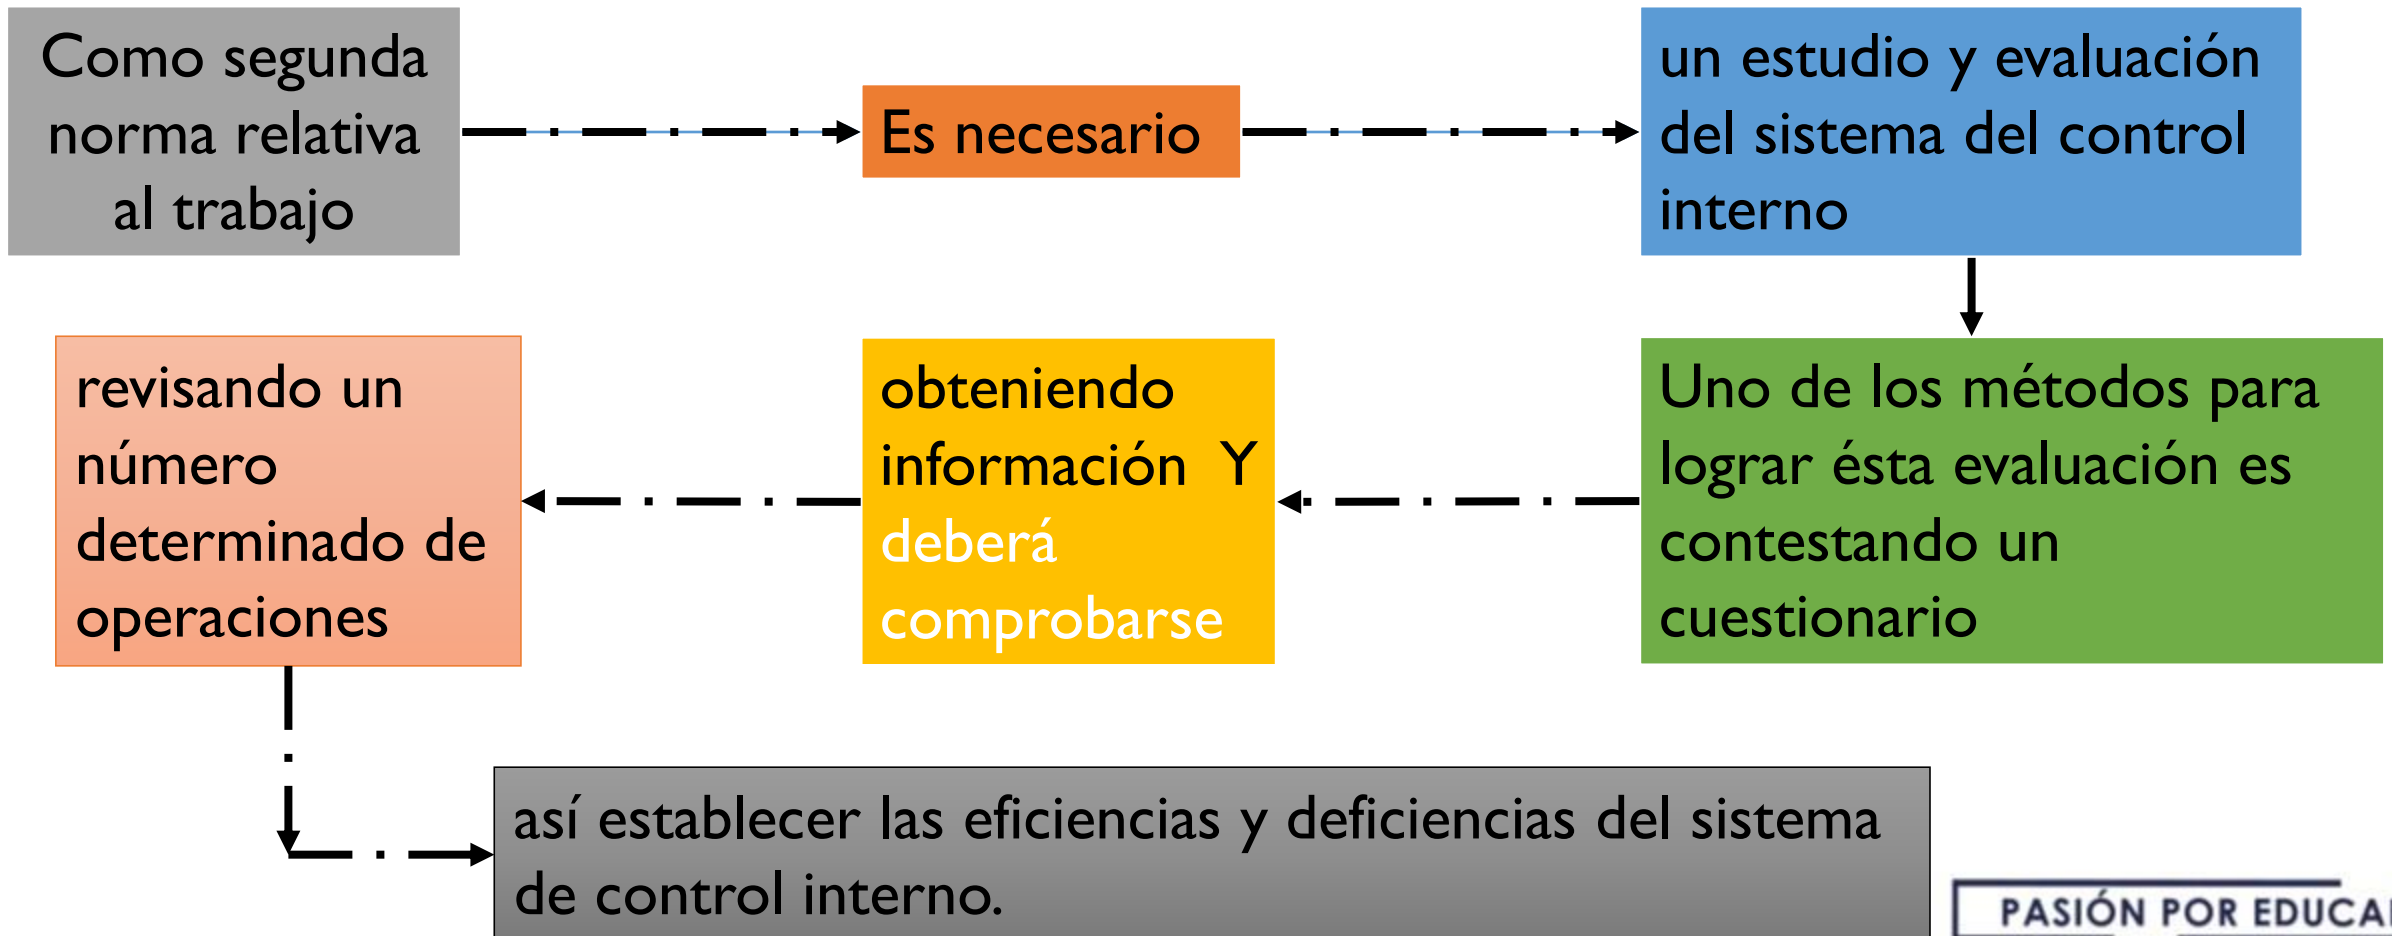 Como segunda
norma relativa
al trabajo
Es necesario
un estudio y evaluación
del sistema del control
interno
Uno de los métodos para
lograr ésta evaluación es
contestando un
cuestionario
obteniendo
información Y
deberá
comprobarse
revisando un
número
determinado de
operaciones
así establecer las eficiencias y deficiencias del sistema
de control interno.
PASIÓN POR